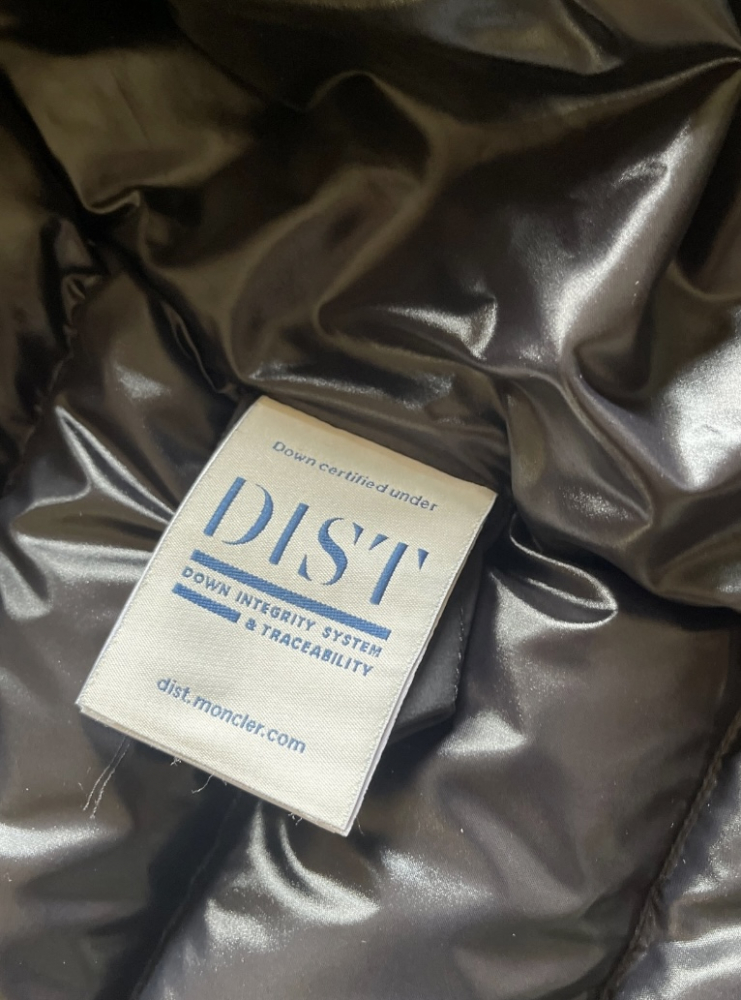 Down certified under
DIST
DOWN INTEGRITY SYSTEM
& TRACEABILITY
dist.moncler.com